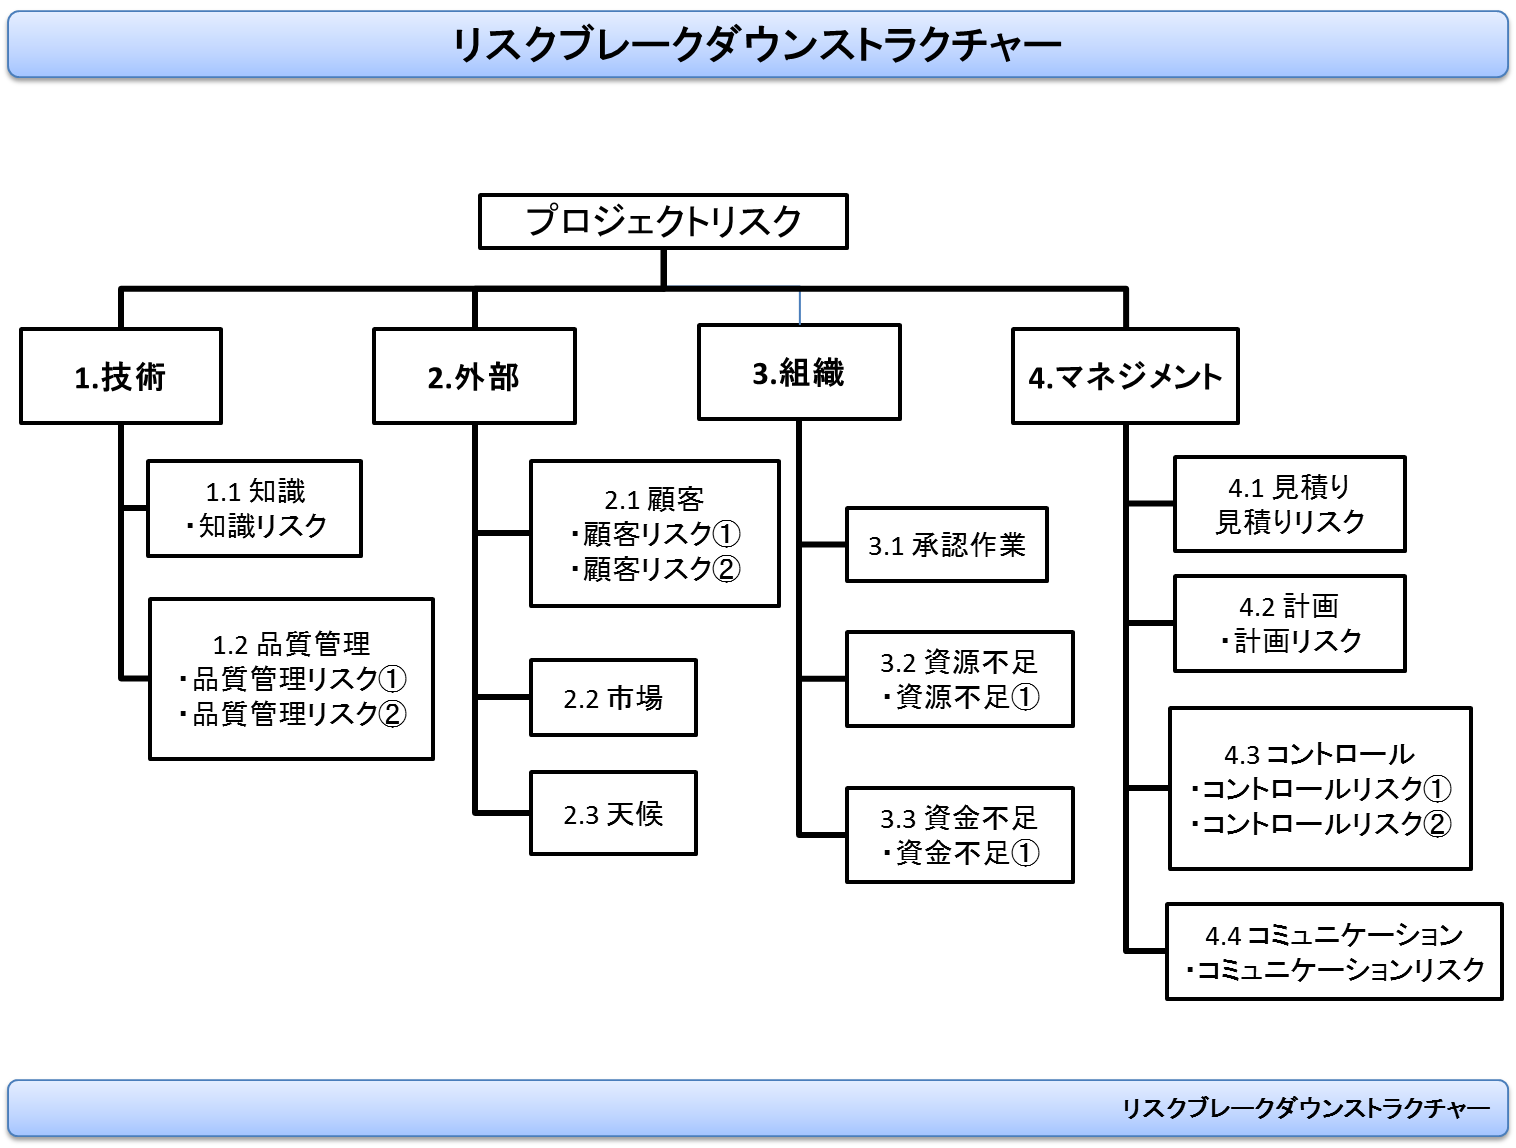 リスクブレークダウンストラクチャー
プロジェクトリスク
1.技術
2.外部
3.組織
4.マネジメント
1.1 知識
・知識リスク
1.2 品質管理
・品質管理リスク①
・品質管理リスク②
2.1 顧客
・顧客リスク①
・顧客リスク②
2.2 市場
2.3 天候
3.1 承認作業
3.2 資源不足
・資源不足①
3.3 資金不足
・資金不足①
4.1 見積り
見積りリスク
4.2 計画
・計画リスク
4.3 コントロール
・コントロールリスク①
・コントロールリスク②
4.4 コミュニケーション
・コミュニケーションリスク
リスクブレークダウンストラクチャー